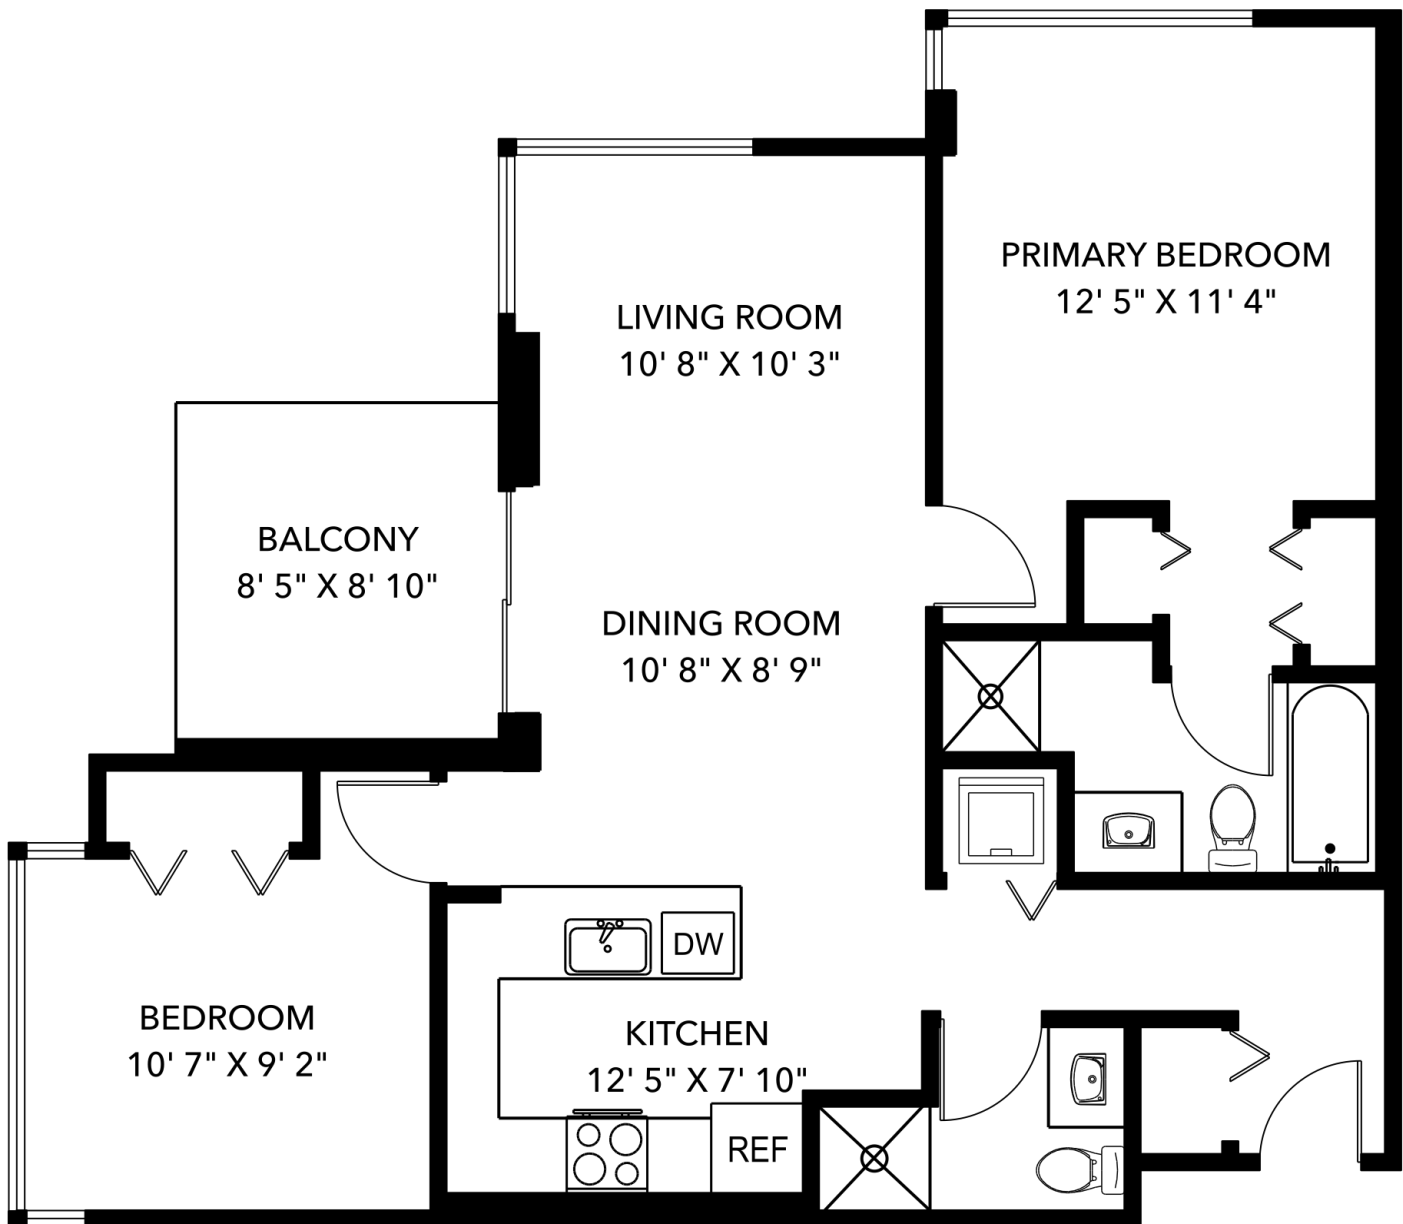 PRIMARY BEDROOM
12' 5" X 11' 4"
LIVING ROOM
10' 8" X 10' 3"
BALCONY
8' 5" X 8' 10"
DINING ROOM
10' 8" X 8' 9"
DW
BEDROOM
10' 7" X 9' 2"
KITCHEN
12' 5" X 7' 10"
REF